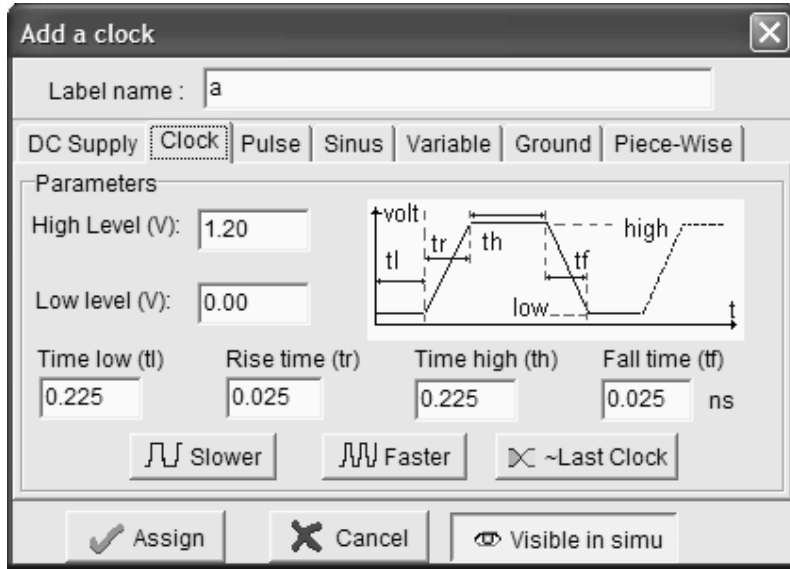 Add a clock
Label name : a
DC Supply Clock Pulse Sinus Variable Ground Piece-Wise
Parameters
High Level (V): 1.20
volt
high
tr
th
tl
tf
Low level (V): 0.00
low
t
Time low (tl) Rise time (tr) Time high (th) Fall time (tf)
0.225 0.025 0.225 0.025 ns
Slower Faster ~Last Clock
Assign Cancel Visible in simu